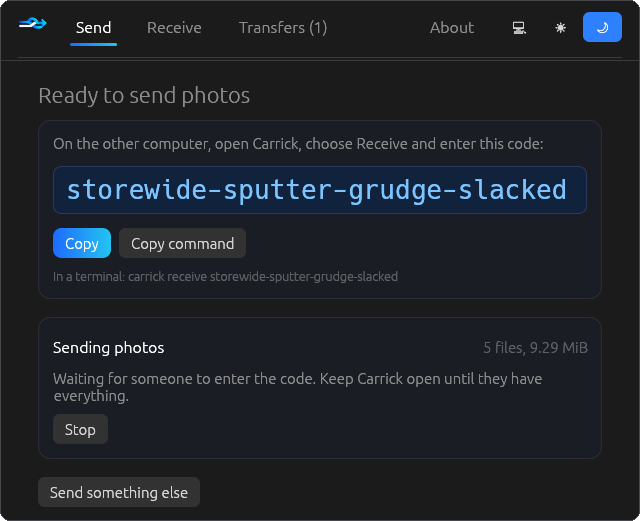 Send Receive Transfers (1) About
Ready to send photos
On the other computer, open Carrick, choose Receive and enter this code:
storewide-sputter-grudge-slacked
Copy Copy command
In a terminal: carrick receive storewide-sputter-grudge-slacked
Sending photos 5 files, 9.29 MiB
Waiting for someone to enter the code. Keep Carrick open until they have
everything.
Stop
Send something else